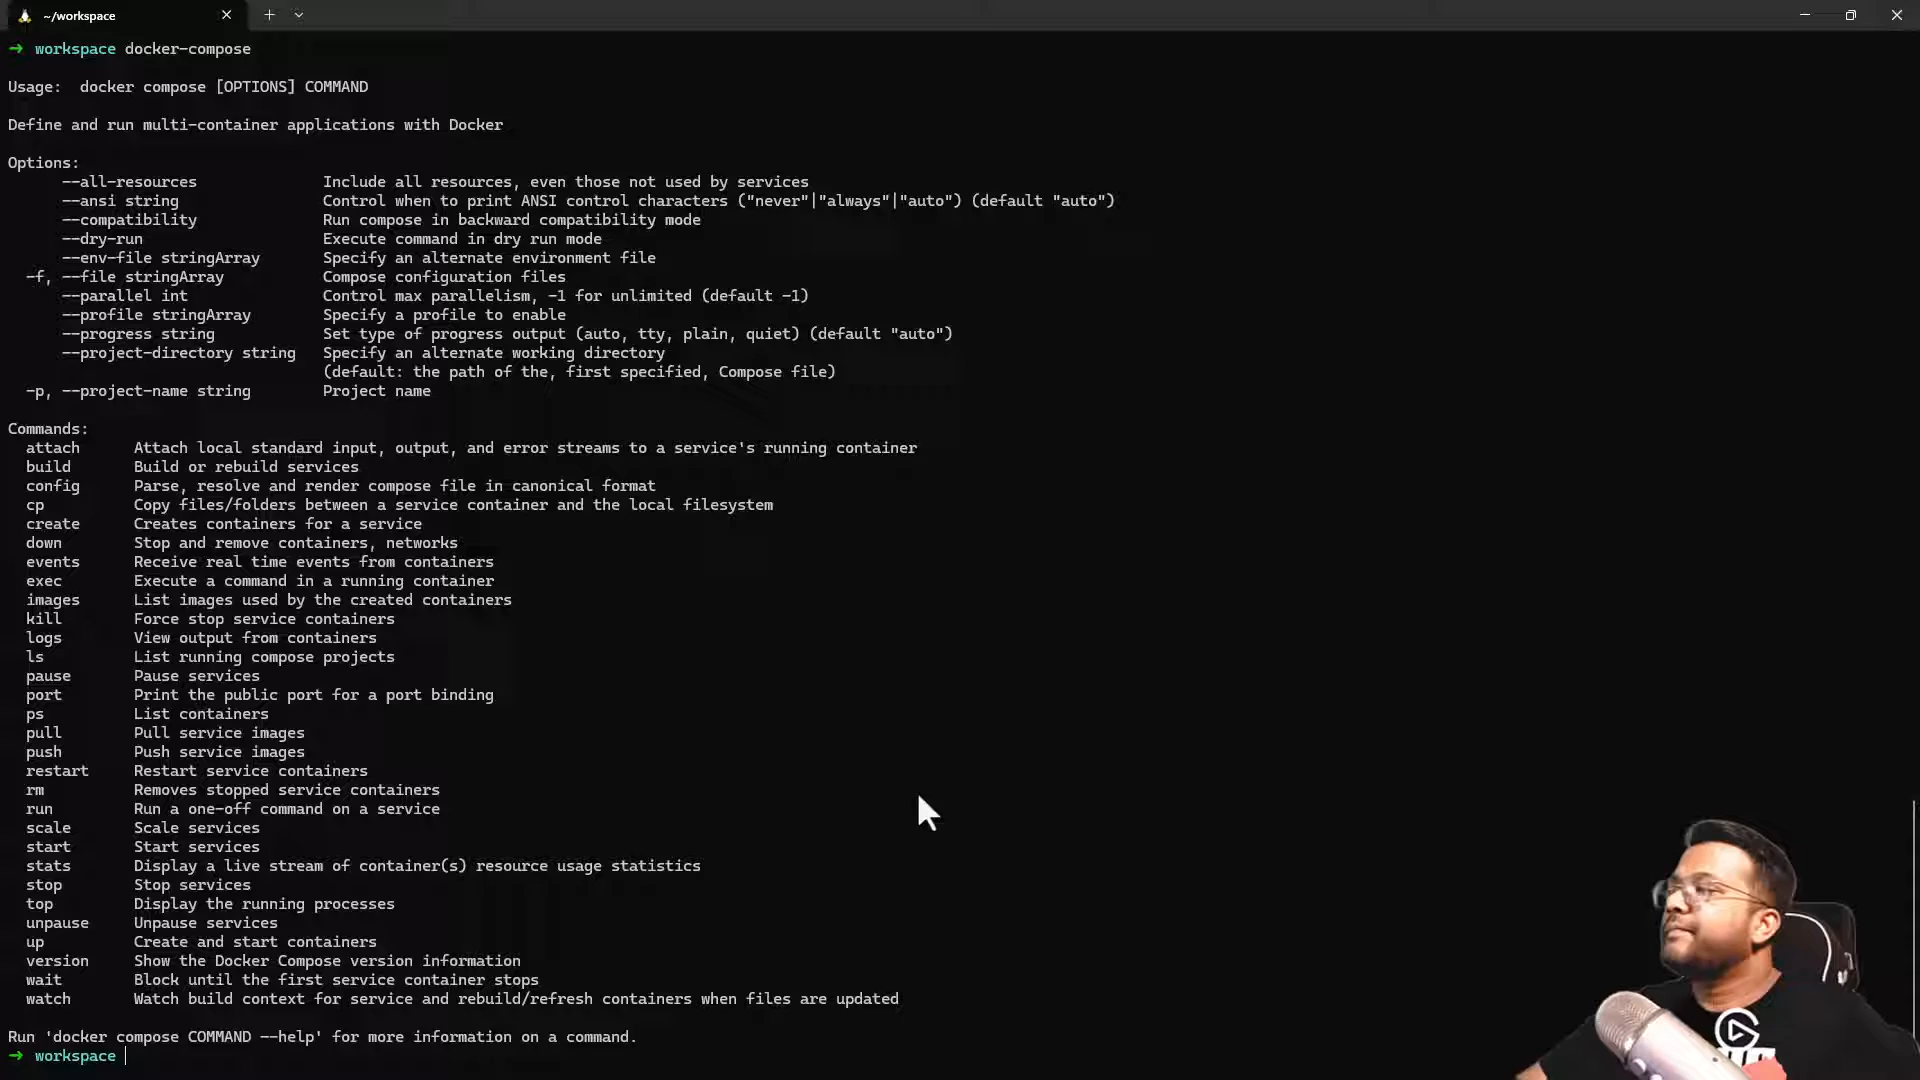 ~/workspace
→ workspace docker-compose
Usage:  docker compose [OPTIONS] COMMAND
Define and run multi-container applications with Docker
Options:
      --all-resources              Include all resources, even those not used by services
      --ansi string                Control when to print ANSI control characters ("never"|"always"|"auto") (default "auto")
      --compatibility              Run compose in backward compatibility mode
      --dry-run                    Execute command in dry run mode
      --env-file stringArray       Specify an alternate environment file
  -f, --file stringArray           Compose configuration files
      --parallel int               Control max parallelism, -1 for unlimited (default -1)
      --profile stringArray        Specify a profile to enable
      --progress string            Set type of progress output (auto, tty, plain, quiet) (default "auto")
      --project-directory string   Specify an alternate working directory
                                   (default: the path of the, first specified, Compose file)
  -p, --project-name string        Project name
Commands:
  attach      Attach local standard input, output, and error streams to a service's running container
  build       Build or rebuild services
  config      Parse, resolve and render compose file in canonical format
  cp          Copy files/folders between a service container and the local filesystem
  create      Creates containers for a service
  down        Stop and remove containers, networks
  events      Receive real time events from containers
  exec        Execute a command in a running container
  images      List images used by the created containers
  kill        Force stop service containers
  logs        View output from containers
  ls          List running compose projects
  pause       Pause services
  port        Print the public port for a port binding
  ps          List containers
  pull        Pull service images
  push        Push service images
  restart     Restart service containers
  rm          Removes stopped service containers
  run         Run a one-off command on a service
  scale       Scale services
  start       Start services
  stats       Display a live stream of container(s) resource usage statistics
  stop        Stop services
  top         Display the running processes
  unpause     Unpause services
  up          Create and start containers
  version     Show the Docker Compose version information
  wait        Block until the first service container stops
  watch       Watch build context for service and rebuild/refresh containers when files are updated
Run 'docker compose COMMAND --help' for more information on a command.
→ workspace